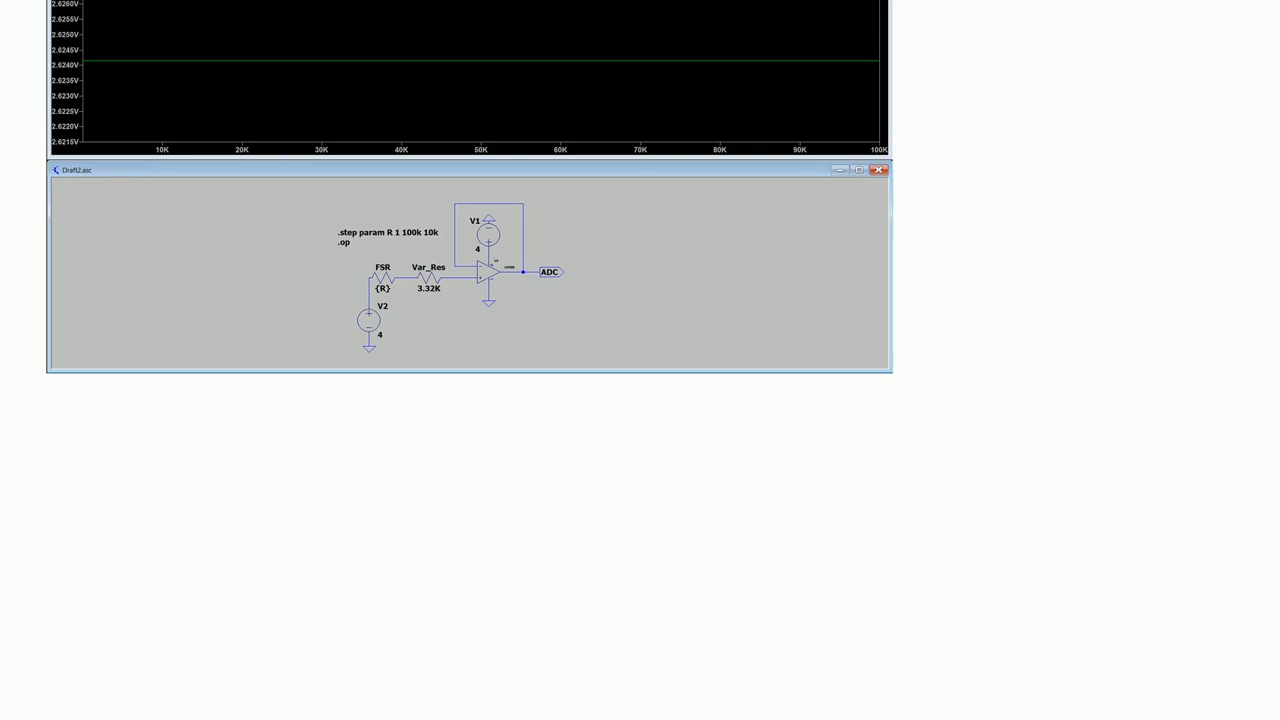 2.6260V
2.6255V
2.6250V
2.6245V
2.6240V
2.6235V
2.6230V
2.6225V
2.6220V
2.6215V
10K 20K 30K 40K 50K 60K 70K 80K 90K 100K
Draft2.asc
V1
.step param R 1 100k 10k
.op
4
FSR Var_Res
ADC
{R} 3.32K
V2
4